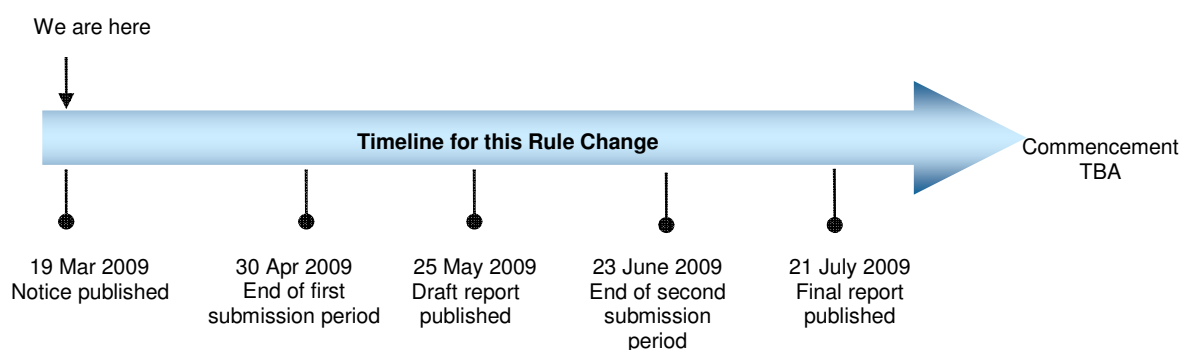 We are here
Timeline for this Rule Change
Commencement
TBA
19 Mar 2009
Notice published
30 Apr 2009
End of first
submission period
25 May 2009
Draft report
published
23 June 2009
End of second
submission
period
21 July 2009
Final report
published